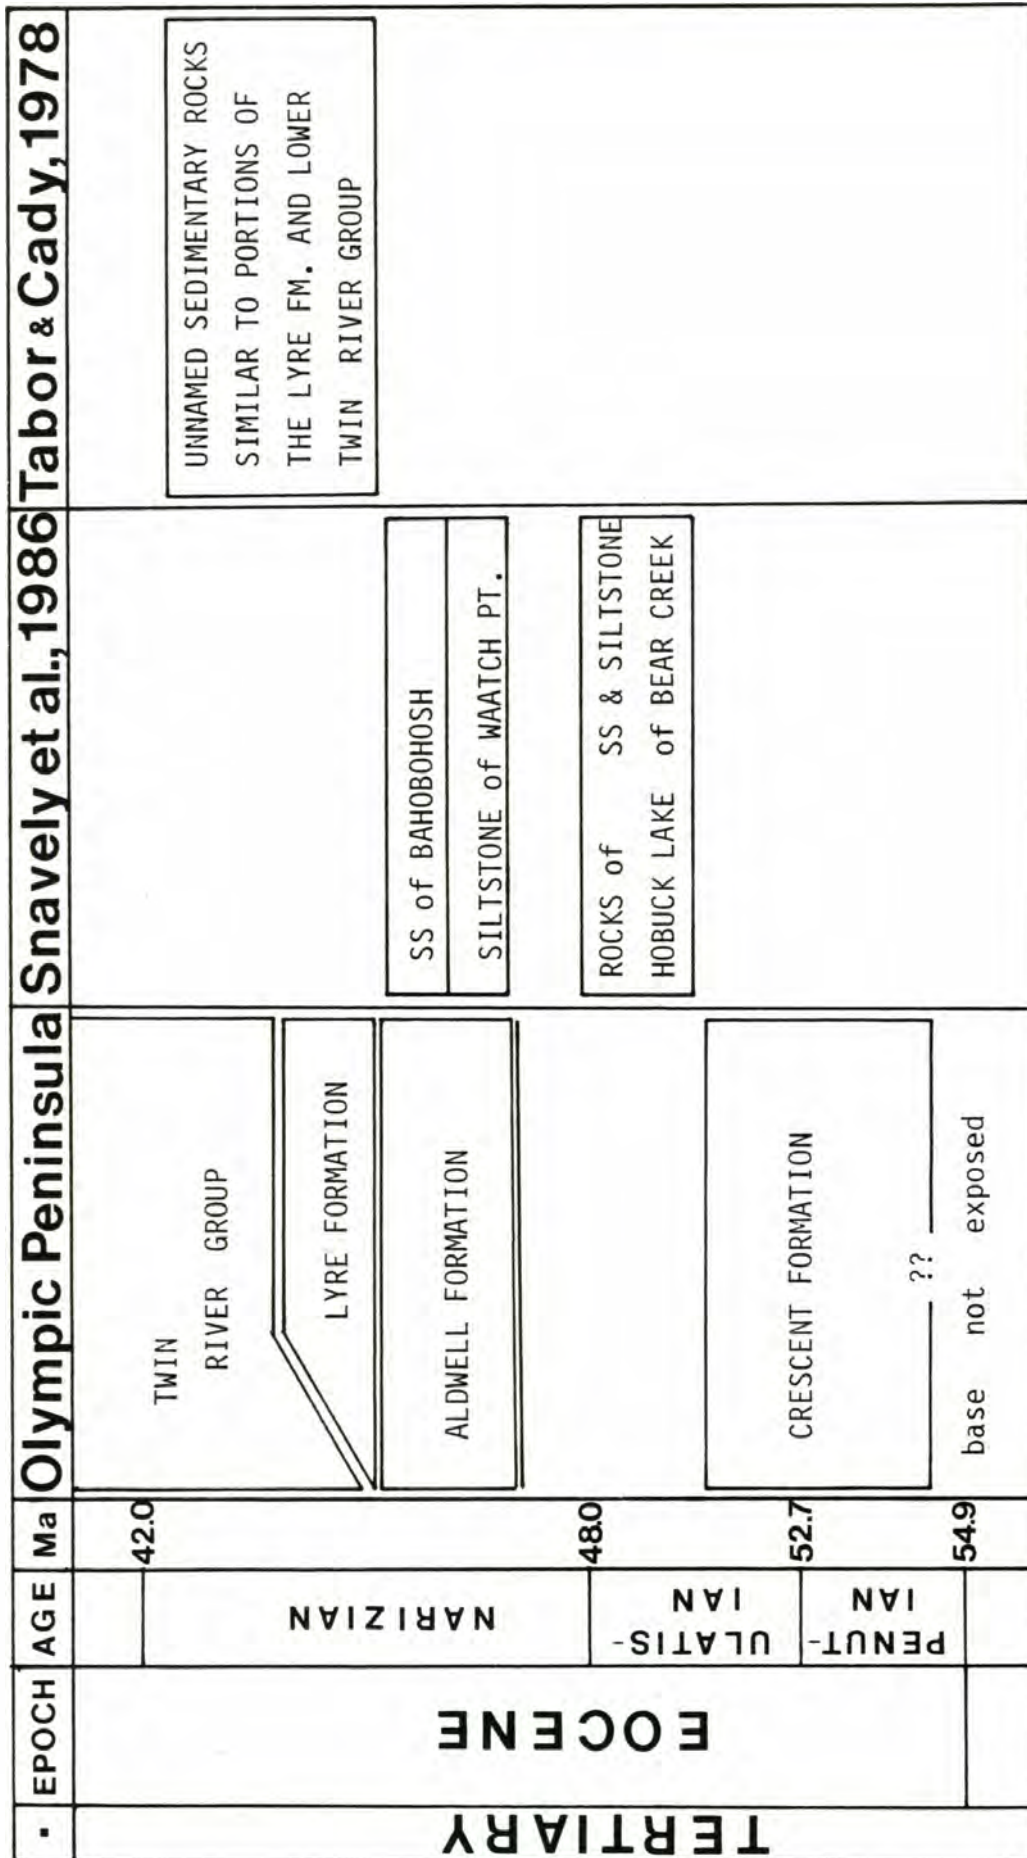 . EPOCH AGE Ma Olympic Peninsula Snavely et al., 1986 Tabor & Cady, 1978
TERTIARY
EOCENE
NARIZIAN
ULATIS-
IAN
PENUT-
IAN
42.0
48.0
52.7
54.9
TWIN
RIVER GROUP
LYRE FORMATION
ALDWELL FORMATION
CRESCENT FORMATION
??
base not exposed
SS of BAHOBOHOSH
SILTSTONE of WAATCH PT.
ROCKS of SS & SILTSTONE
HOBUCK LAKE of BEAR CREEK
UNNAMED SEDIMENTARY ROCKS
SIMILAR TO PORTIONS OF
THE LYRE FM. AND LOWER
TWIN RIVER GROUP